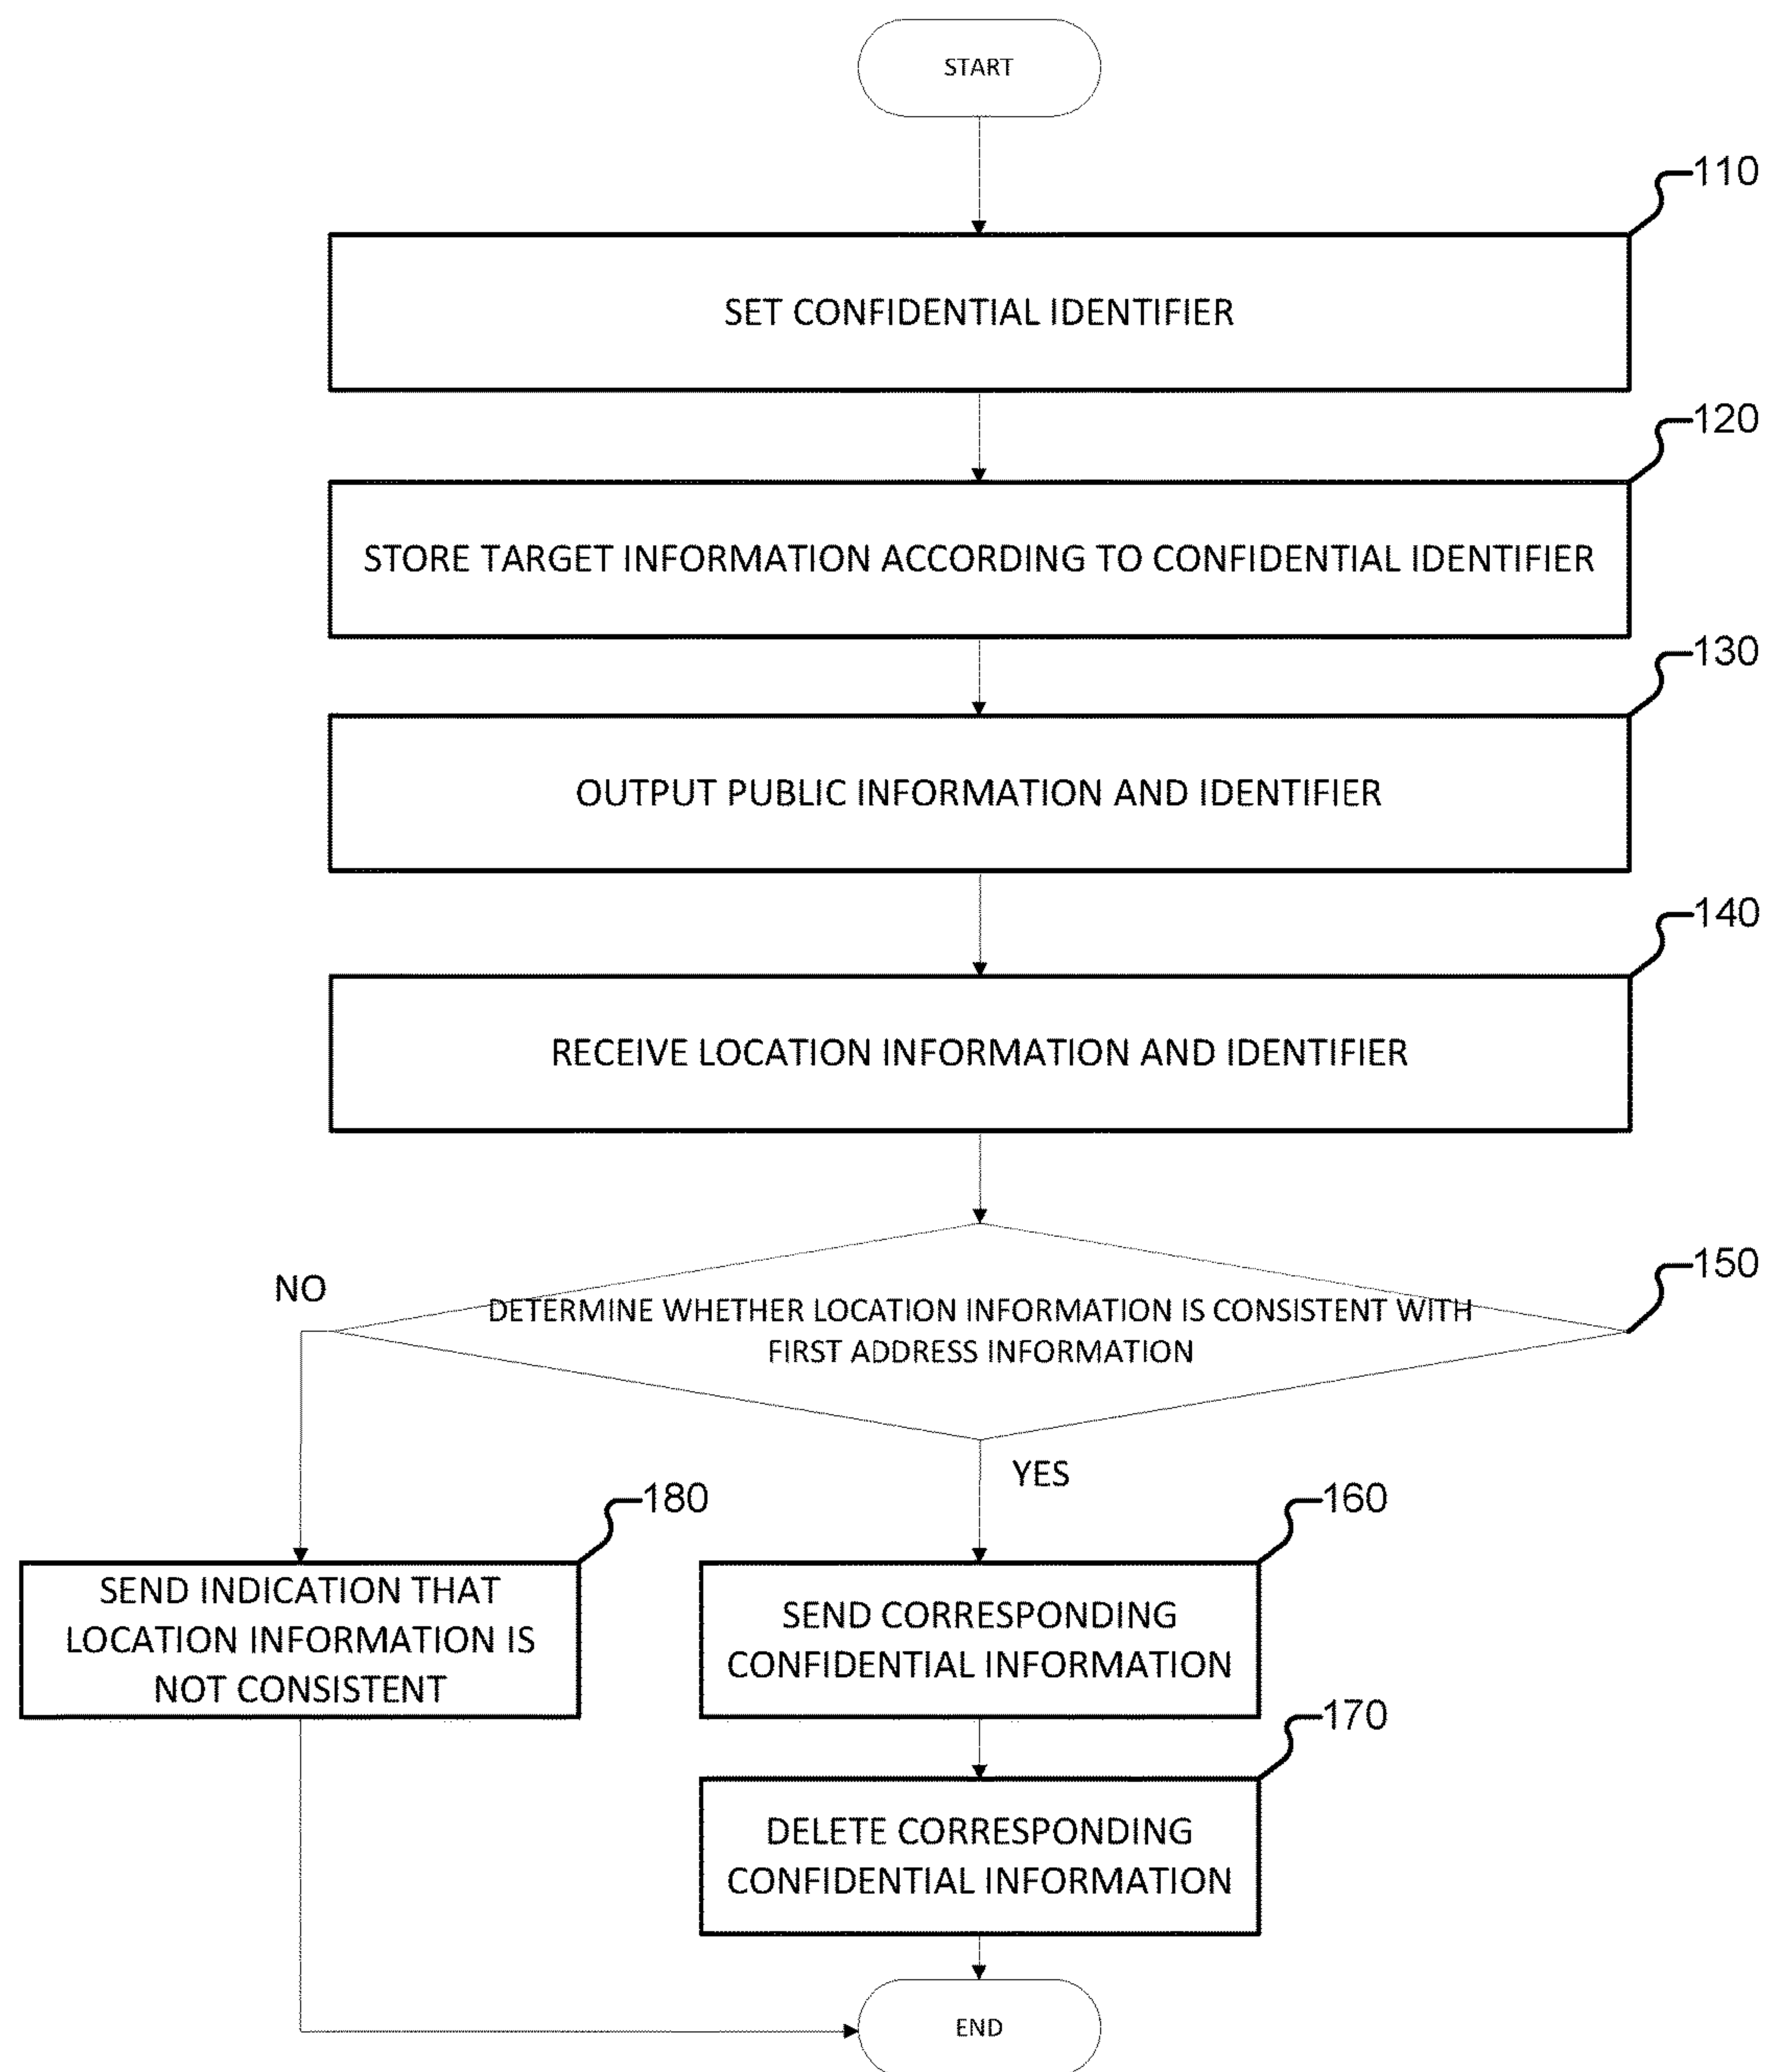 START
110
SET CONFIDENTIAL IDENTIFIER
120
STORE TARGET INFORMATION ACCORDING TO CONFIDENTIAL IDENTIFIER
130
OUTPUT PUBLIC INFORMATION AND IDENTIFIER
140
RECEIVE LOCATION INFORMATION AND IDENTIFIER
150
NO
DETERMINE WHETHER LOCATION INFORMATION IS CONSISTENT WITH
FIRST ADDRESS INFORMATION
YES
180
SEND INDICATION THAT
LOCATION INFORMATION IS
NOT CONSISTENT
160
SEND CORRESPONDING
CONFIDENTIAL INFORMATION
170
DELETE CORRESPONDING
CONFIDENTIAL INFORMATION
END